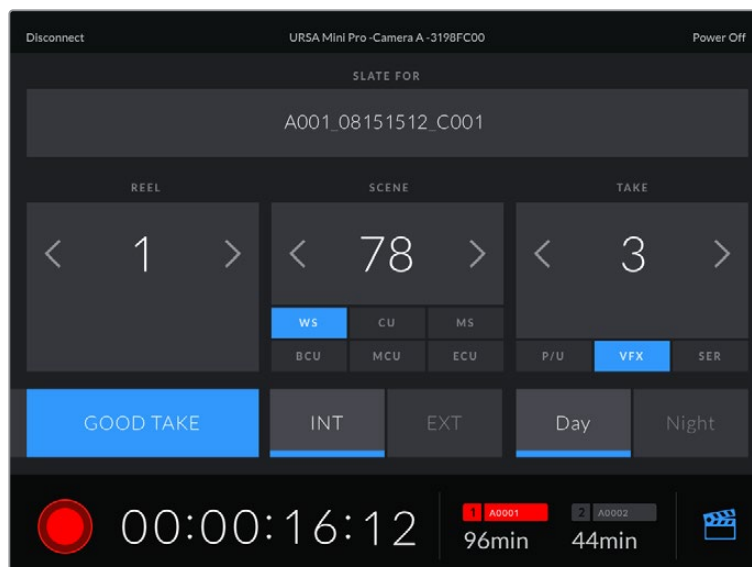 Disconnect URSA Mini Pro -Camera A -3198FC00 Power Off
SLATE FOR
A001_08151512_C001
REEL SCENE TAKE
< 1 > < 78 > < 3 >
WS CU MS
BCU MCU ECU P/U VFX SER
GOOD TAKE INT EXT Day Night
00:00:16:12 1 A0001 2 A0002
96min 44min